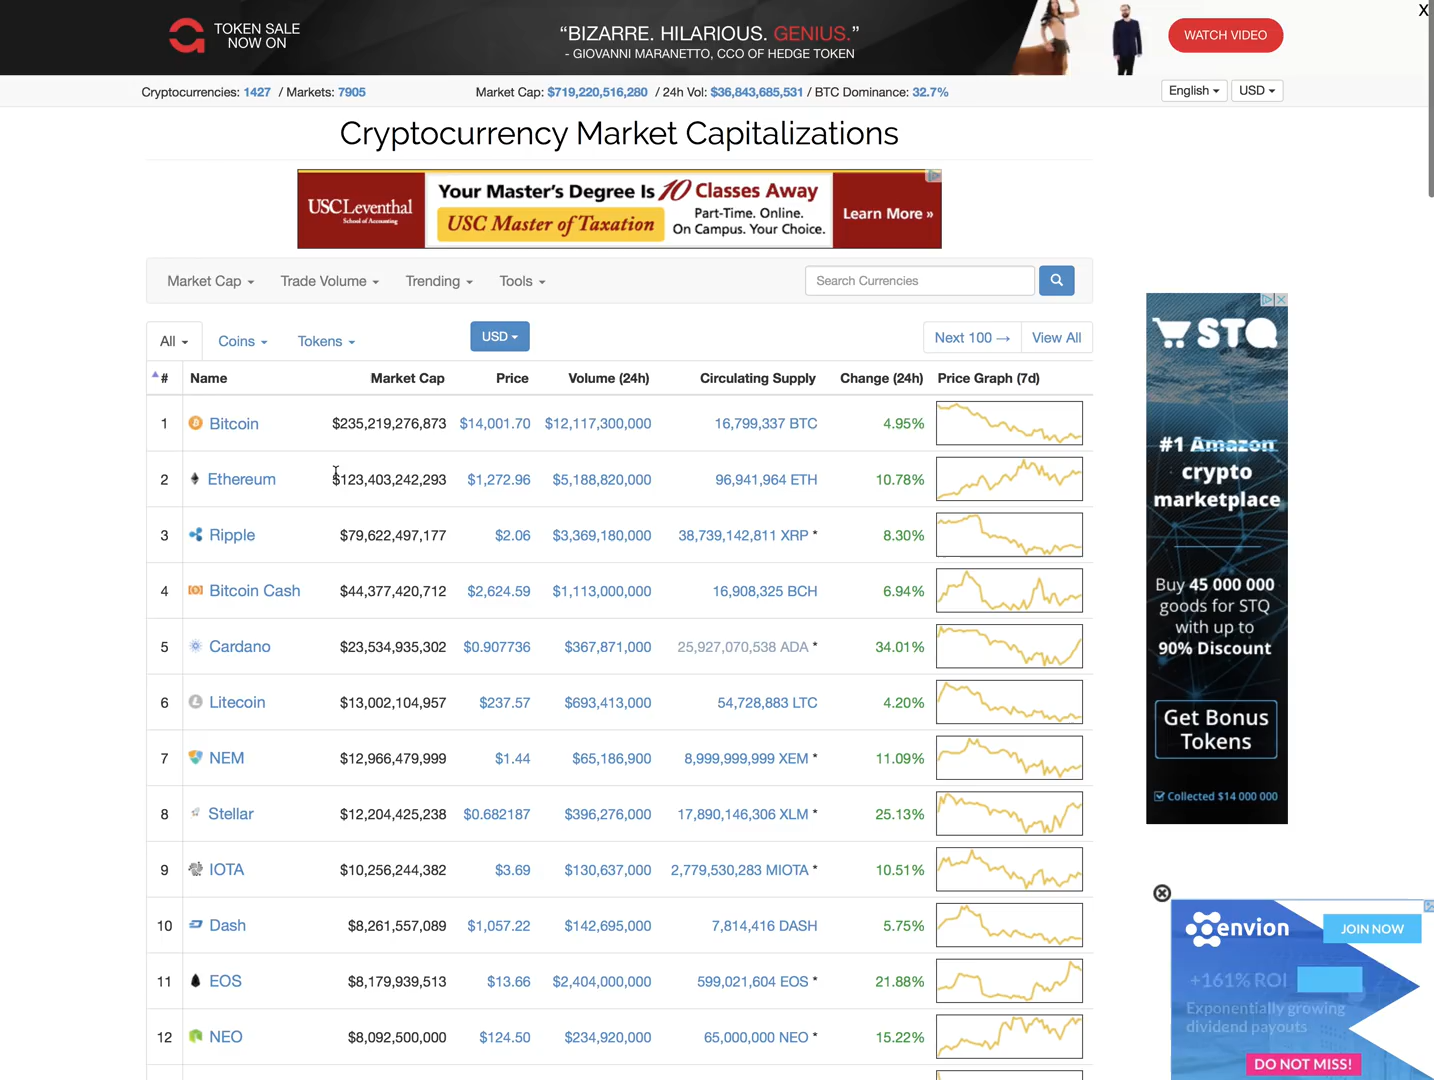 TOKEN SALE
NOW ON
“BIZARRE. HILARIOUS. GENIUS.”
- GIOVANNI MARANETTO, CCO OF HEDGE TOKEN
WATCH VIDEO
X
Cryptocurrencies: 1427 / Markets: 7905
Market Cap: $719,220,516,280 / 24h Vol: $36,843,685,531 / BTC Dominance: 32.7%
English
USD
Cryptocurrency Market Capitalizations
USC Leventhal
School of Accounting
Your Master's Degree Is 10 Classes Away
USC Master of Taxation
Part-Time. Online.
On Campus. Your Choice.
Learn More »
Market Cap Trade Volume Trending Tools
Search Currencies
All Coins Tokens USD Next 100 → View All
# Name Market Cap Price Volume (24h) Circulating Supply Change (24h) Price Graph (7d)
1 Bitcoin $235,219,276,873 $14,001.70 $12,117,300,000 16,799,337 BTC 4.95%
2 Ethereum $123,403,242,293 $1,272.96 $5,188,820,000 96,941,964 ETH 10.78%
3 Ripple $79,622,497,177 $2.06 $3,369,180,000 38,739,142,811 XRP * 8.30%
4 Bitcoin Cash $44,377,420,712 $2,624.59 $1,113,000,000 16,908,325 BCH 6.94%
5 Cardano $23,534,935,302 $0.907736 $367,871,000 25,927,070,538 ADA * 34.01%
6 Litecoin $13,002,104,957 $237.57 $693,413,000 54,728,883 LTC 4.20%
7 NEM $12,966,479,999 $1.44 $65,186,900 8,999,999,999 XEM * 11.09%
8 Stellar $12,204,425,238 $0.682187 $396,276,000 17,890,146,306 XLM * 25.13%
9 IOTA $10,256,244,382 $3.69 $130,637,000 2,779,530,283 MIOTA * 10.51%
10 Dash $8,261,557,089 $1,057.22 $142,695,000 7,814,416 DASH 5.75%
11 EOS $8,179,939,513 $13.66 $2,404,000,000 599,021,604 EOS * 21.88%
12 NEO $8,092,500,000 $124.50 $234,920,000 65,000,000 NEO * 15.22%
STQ
#1 Amazon
crypto
marketplace
Buy 45 000 000
goods for STQ
with up to
90% Discount
Get Bonus
Tokens
Collected $14 000 000
envion
JOIN NOW
+161% ROI
Exponentially growing
dividend payouts
DO NOT MISS!